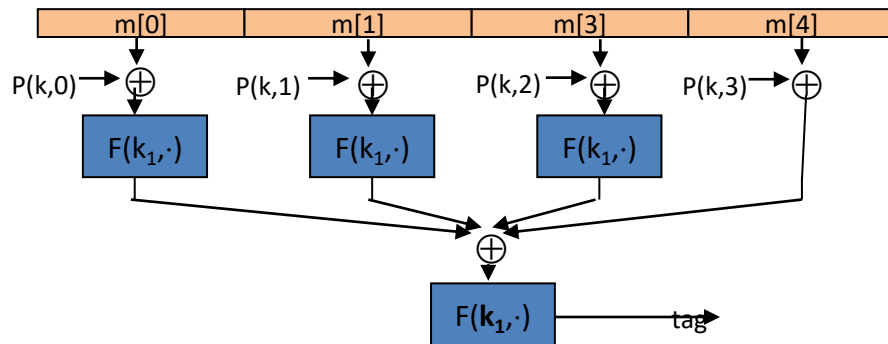 m[0] m[1] m[3] m[4]
P(k,0) P(k,1) P(k,2) P(k,3)
F(k₁,·) F(k₁,·) F(k₁,·)
F(k₁,·) tag